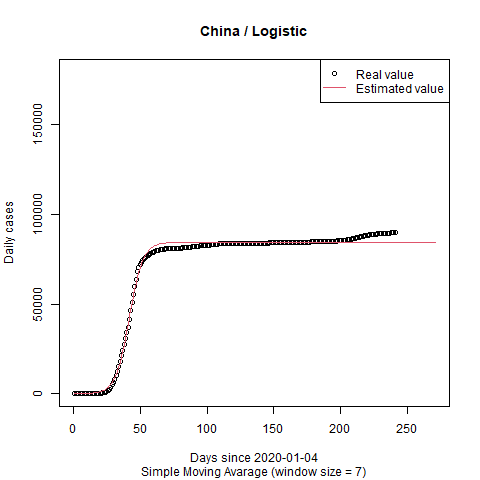 China / Logistic
Real value
Estimated value
Daily cases
150000
100000
50000
0
0 50 100 150 200 250
Days since 2020-01-04
Simple Moving Avarage (window size = 7)